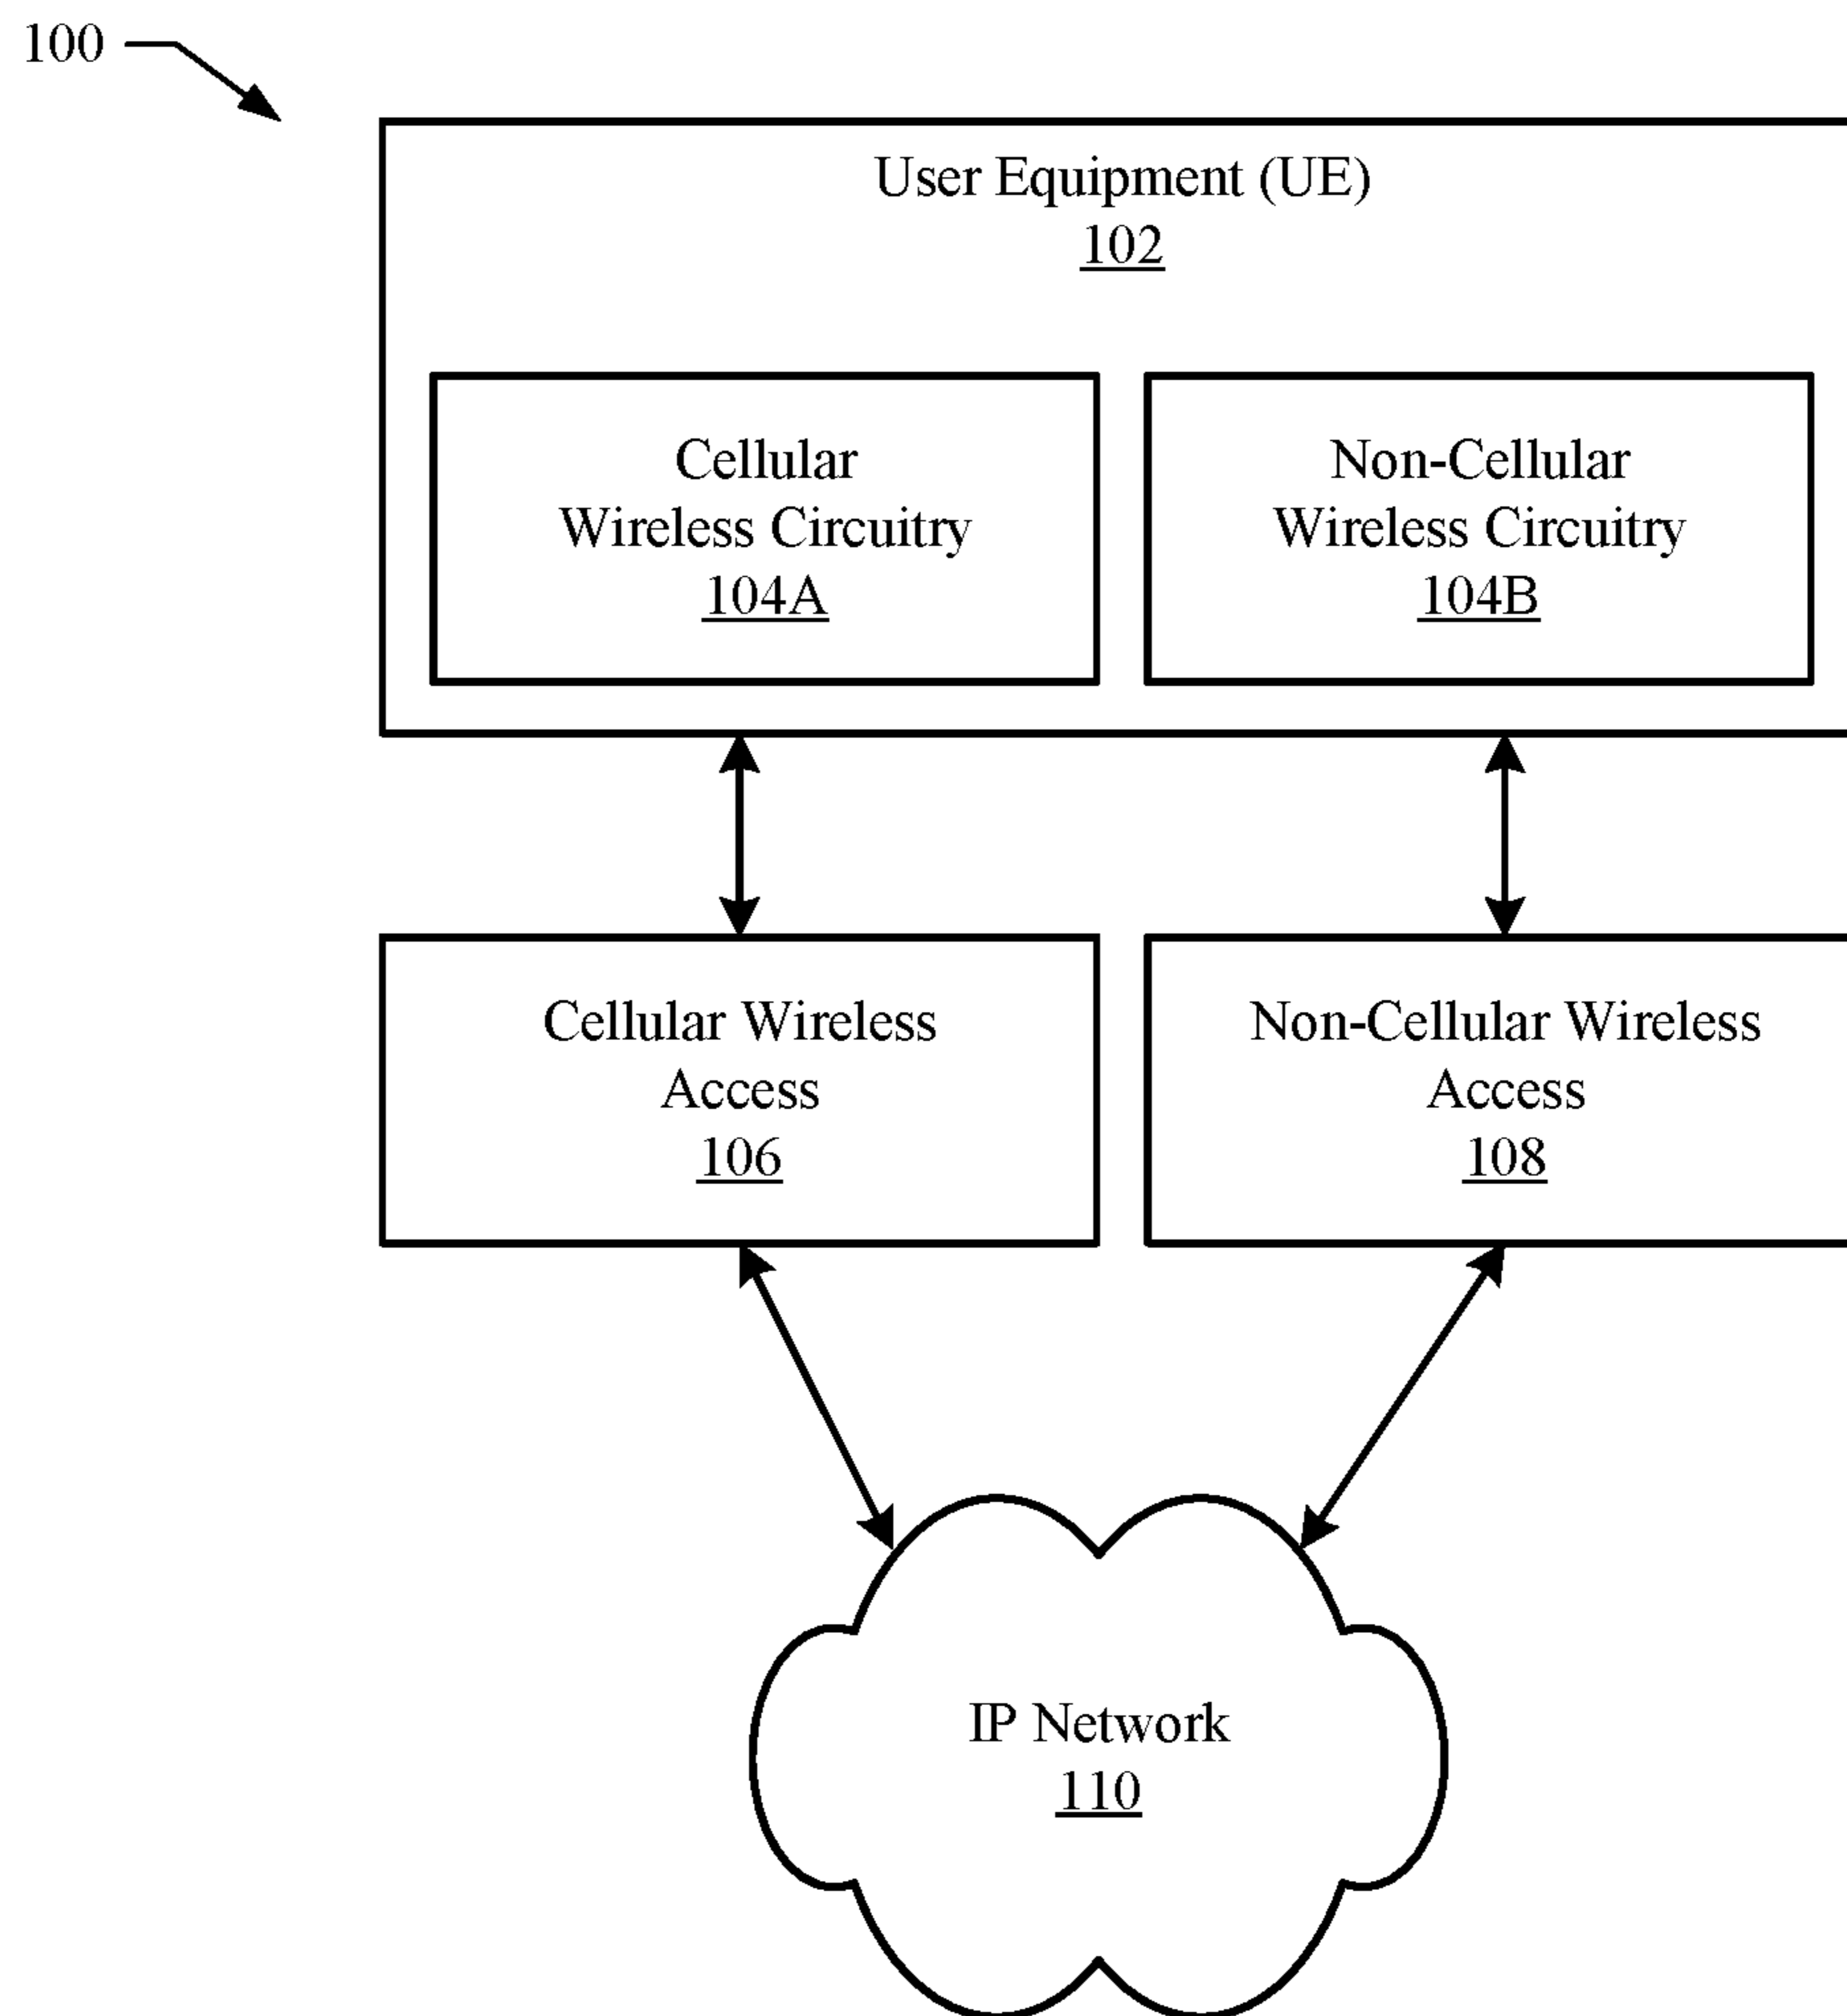 100
User Equipment (UE)
102
Cellular
Wireless Circuitry
104A
Non-Cellular
Wireless Circuitry
104B
Cellular Wireless
Access
106
Non-Cellular Wireless
Access
108
IP Network
110